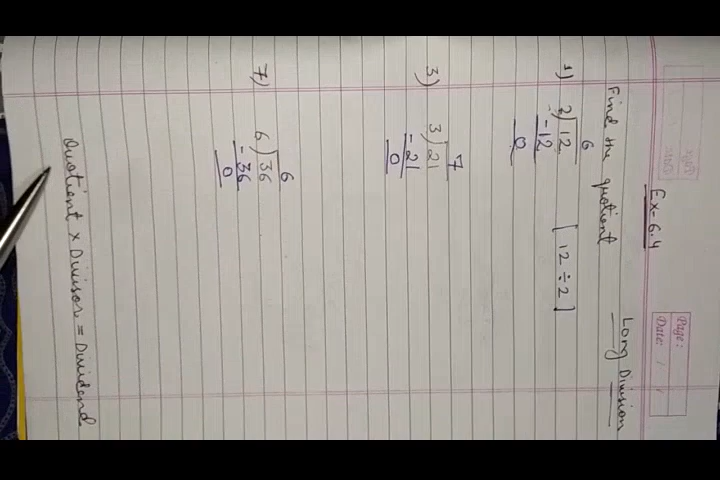 Page:
Date: / /
Ex-6.4
Long Division
Find the quotient
1) 2)12 6 [12÷2]
-12
0
3) 3)21 7
-21
0
7) 6)36 6
-36
0
Quotient × Divisor = Dividend